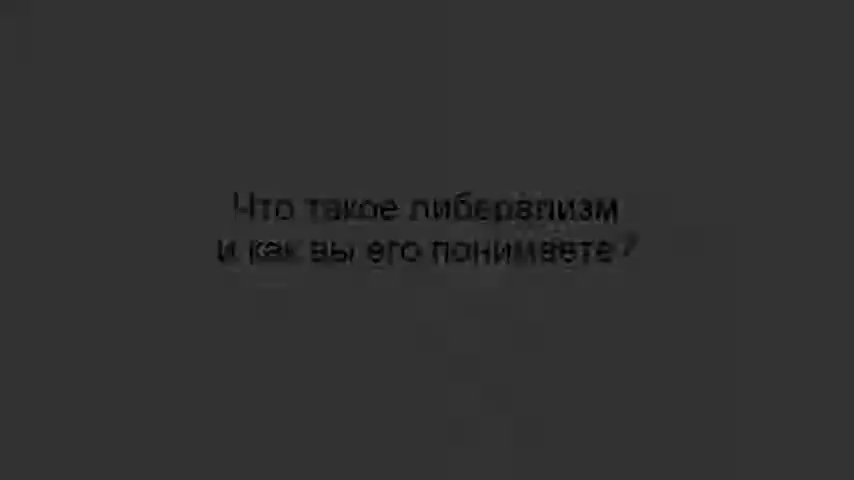 Что такое либерализм
и как вы его понимаете?